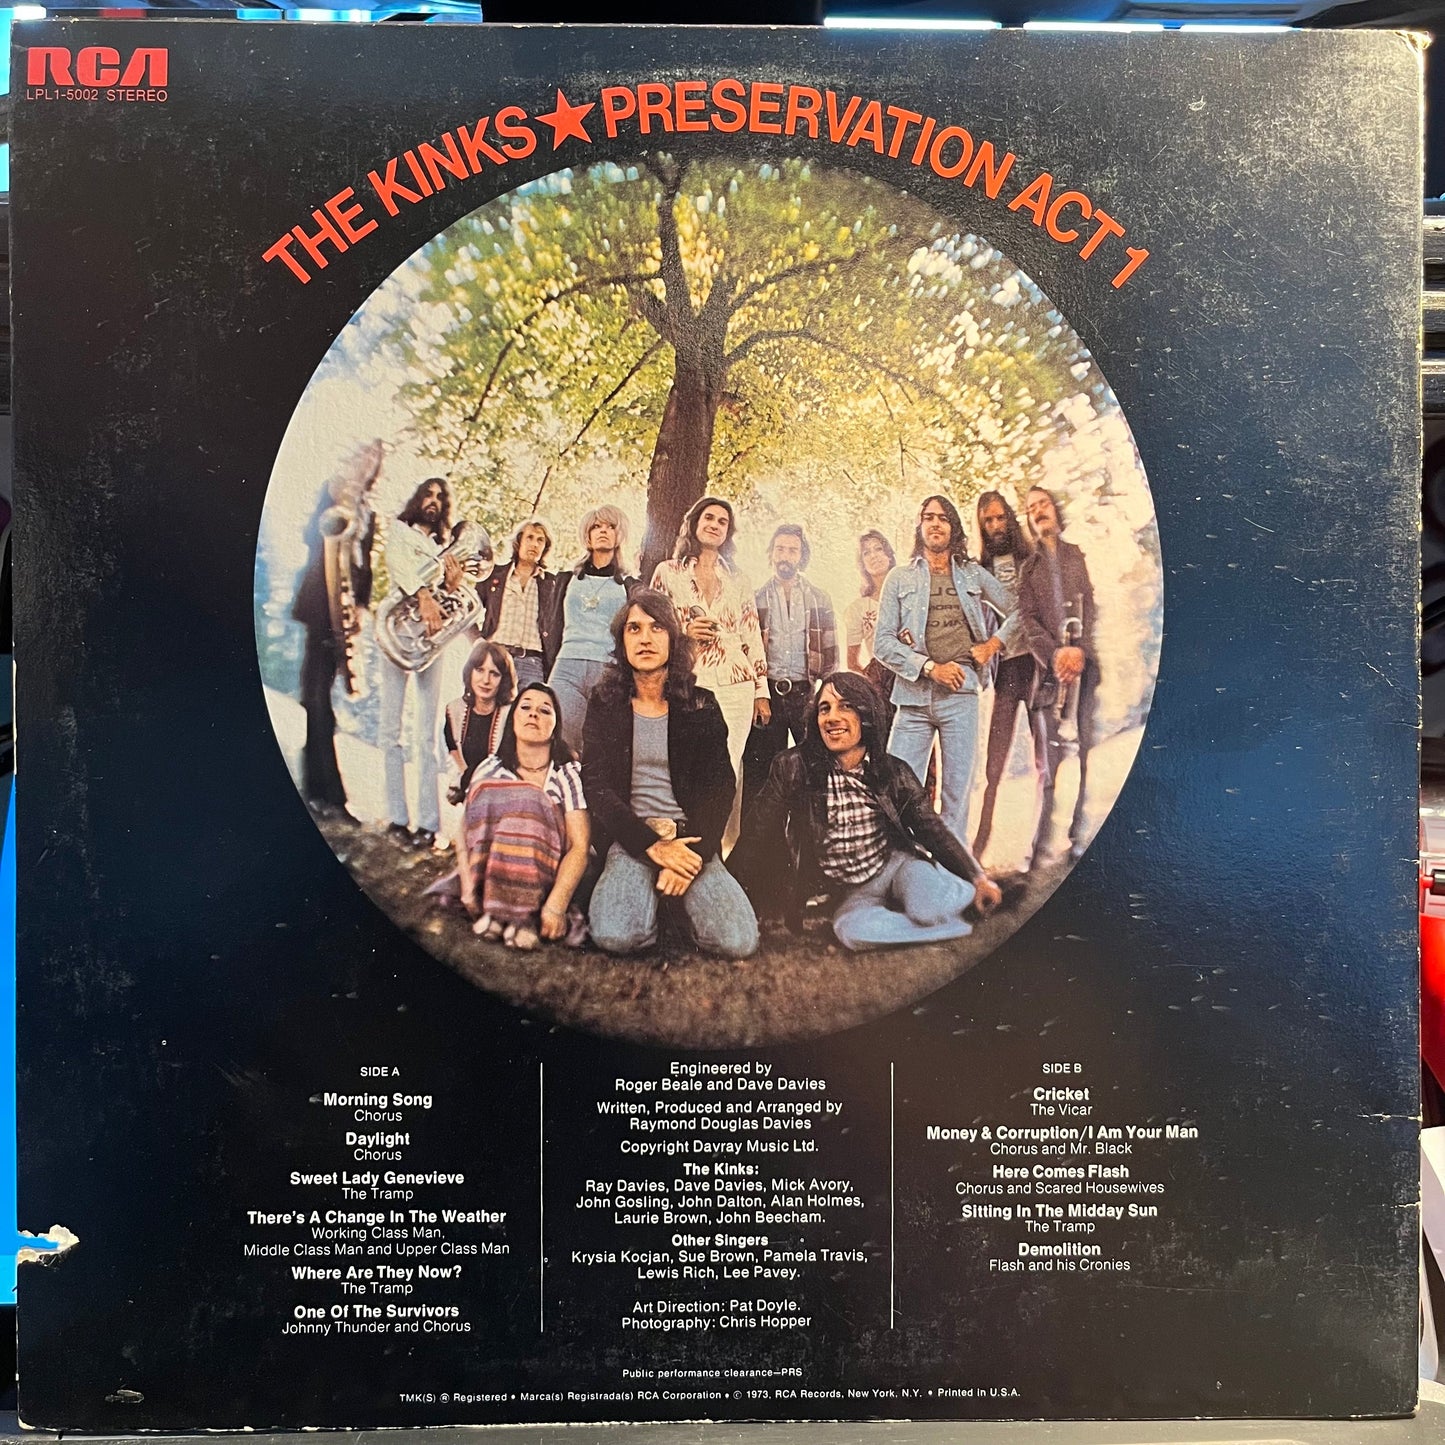 RCA
LPL1-5002 STEREO
THE KINKS★PRESERVATION ACT 1
SIDE A
Morning Song
Chorus
Daylight
Chorus
Sweet Lady Genevieve
The Tramp
There's A Change In The Weather
Working Class Man,
Middle Class Man and Upper Class Man
Where Are They Now?
The Tramp
One Of The Survivors
Johnny Thunder and Chorus
Engineered by
Roger Beale and Dave Davies
Written, Produced and Arranged by
Raymond Douglas Davies
Copyright Davray Music Ltd.
The Kinks:
Ray Davies, Dave Davies, Mick Avory,
John Gosling, John Dalton, Alan Holmes,
Laurie Brown, John Beecham.
Other Singers
Krysia Kocjan, Sue Brown, Pamela Travis,
Lewis Rich, Lee Pavey.
Art Direction: Pat Doyle.
Photography: Chris Hopper
SIDE B
Cricket
The Vicar
Money & Corruption/I Am Your Man
Chorus and Mr. Black
Here Comes Flash
Chorus and Scared Housewives
Sitting In The Midday Sun
The Tramp
Demolition
Flash and his Cronies
Public performance clearance—PRS
TMK(S) ® Registered • Marca(s) Registrada(s) RCA Corporation • © 1973, RCA Records, New York, N.Y. • Printed in U.S.A.